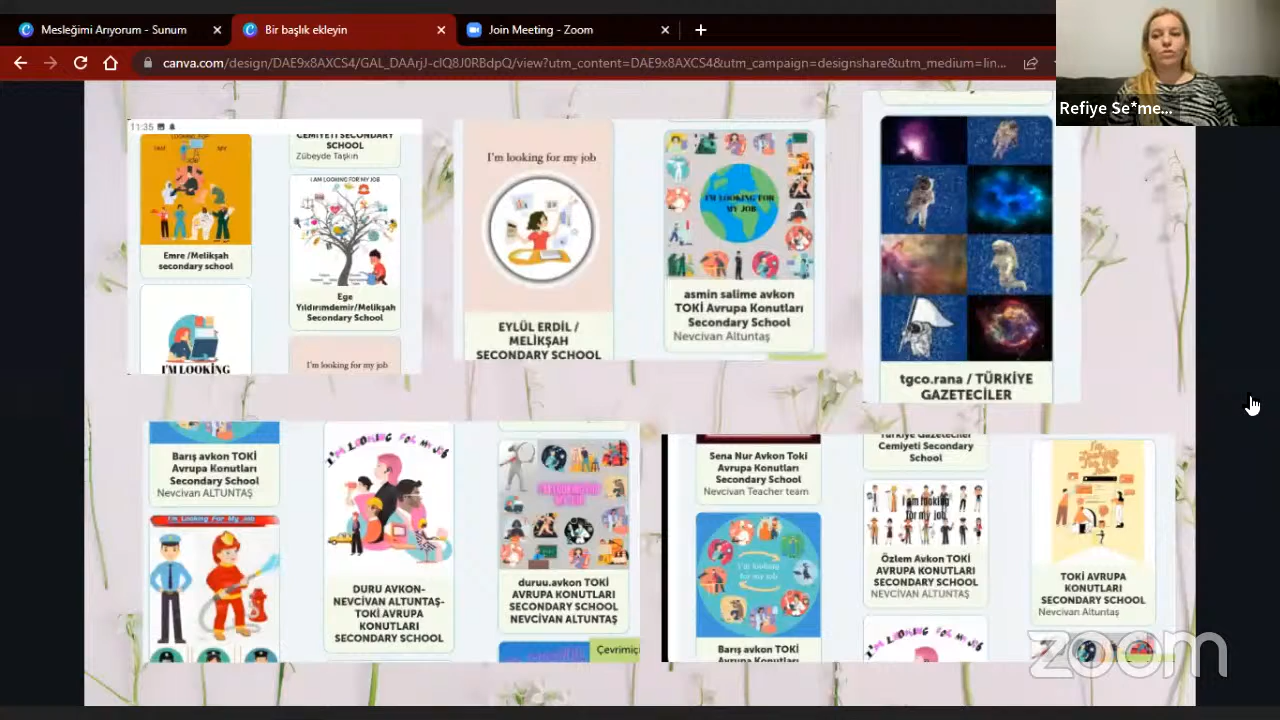 Mesleğimi Arıyorum - Sunum
Bir başlık ekleyin
Join Meeting - Zoom
canva.com/design/DAE9x8AXCS4/GAL_DAArjJ-clQ8J0RBdpQ/view?utm_content=DAE9x8AXCS4&utm_campaign=designshare&utm_medium=lin...
Refiye Se*me...
11:35
Emre /Melikşah
secondary school
I'M LOOKING
CEMİYETİ SECONDARY
SCHOOL
Zübeyde Taşkın
I AM LOOKING FOR MY JOB
Ege
Yıldırımdemir/Melikşah
Secondary School
I'm looking for my job
I'm looking for my job
EYLÜL ERDİL /
MELİKŞAH
SECONDARY SCHOOL
I'M LOOKING FOR
MY JOB
asmin salime avkon
TOKİ Avrupa Konutları
Secondary School
Nevcivan Altuntaş
tgco.rana / TÜRKİYE
GAZETECİLER
Barış avkon TOKİ
Avrupa Konutları
Secondary School
Nevcivan ALTUNTAŞ
I'm Looking For My Job
I'M LOOKING FOR MY JOB
DURU AVKON-
NEVCİVAN ALTUNTAŞ-
TOKİ AVRUPA
KONUTLARI
SECONDARY SCHOOL
I'M LOOKING
FOR MY JOB
duruu.avkon TOKİ
AVRUPA KONUTLARI
SECONDARY SCHOOL
NEVCİVAN ALTUNTAŞ
Çevrimiçi
Sena Nur Avkon Toki
Avrupa Konutları
Secondary School
Nevcivan Teacher team
I'm looking
for my job
Barış avkon Toki
Avrupa Konutları
Türkiye Gazeteciler
Cemiyeti Secondary
School
i am looking
for my job
Özlem Avkon TOKİ
AVRUPA KONUTLARI
SECONDARY SCHOOL
NEVCİVAN ALTUNTAŞ
I'M LOOKING FOR MY JOB
TOKİ AVRUPA
KONUTLARI
SECONDARY SCHOOL
Nevcivan Altuntaş
zoom